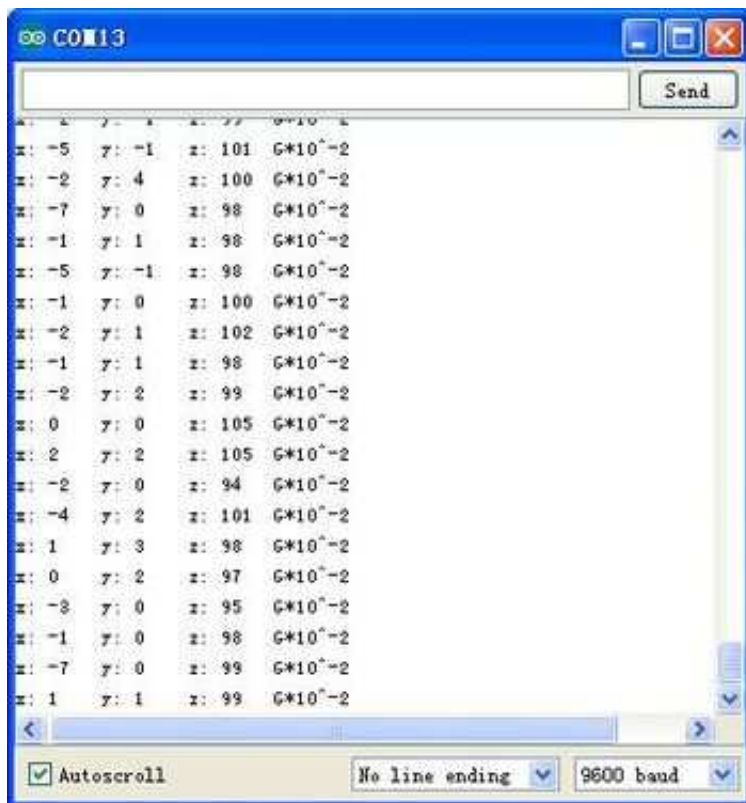 COM13
Send
x: -5 y: -1 z: 101 G*10^-2
x: -2 y: 4 z: 100 G*10^-2
x: -7 y: 0 z: 98 G*10^-2
x: -1 y: 1 z: 98 G*10^-2
x: -5 y: -1 z: 98 G*10^-2
x: -1 y: 0 z: 100 G*10^-2
x: -2 y: 1 z: 102 G*10^-2
x: -1 y: 1 z: 98 G*10^-2
x: -2 y: 2 z: 99 G*10^-2
x: 0 y: 0 z: 105 G*10^-2
x: 2 y: 2 z: 105 G*10^-2
x: -2 y: 0 z: 94 G*10^-2
x: -4 y: 2 z: 101 G*10^-2
x: 1 y: 3 z: 98 G*10^-2
x: 0 y: 2 z: 97 G*10^-2
x: -3 y: 0 z: 95 G*10^-2
x: -1 y: 0 z: 98 G*10^-2
x: -7 y: 0 z: 99 G*10^-2
x: 1 y: 1 z: 99 G*10^-2
Autoscroll No line ending 9600 baud